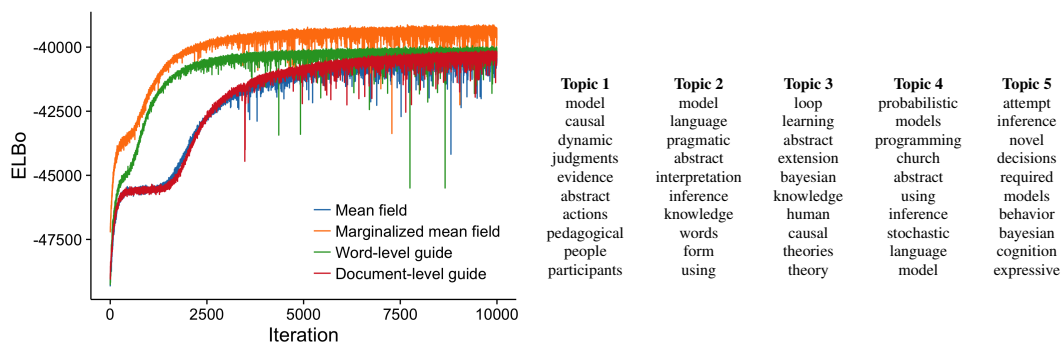 -40000
-42500
-45000
-47500
ELBo
0
2500
5000
7500
10000
Iteration
Mean field
Marginalized mean field
Word-level guide
Document-level guide
Topic 1
model
causal
dynamic
judgments
evidence
abstract
actions
pedagogical
people
participants
Topic 2
model
language
pragmatic
abstract
interpretation
inference
knowledge
words
form
using
Topic 3
loop
learning
abstract
extension
bayesian
knowledge
human
causal
theories
theory
Topic 4
probabilistic
models
programming
church
abstract
using
inference
stochastic
language
model
Topic 5
attempt
inference
novel
decisions
required
models
behavior
bayesian
cognition
expressive